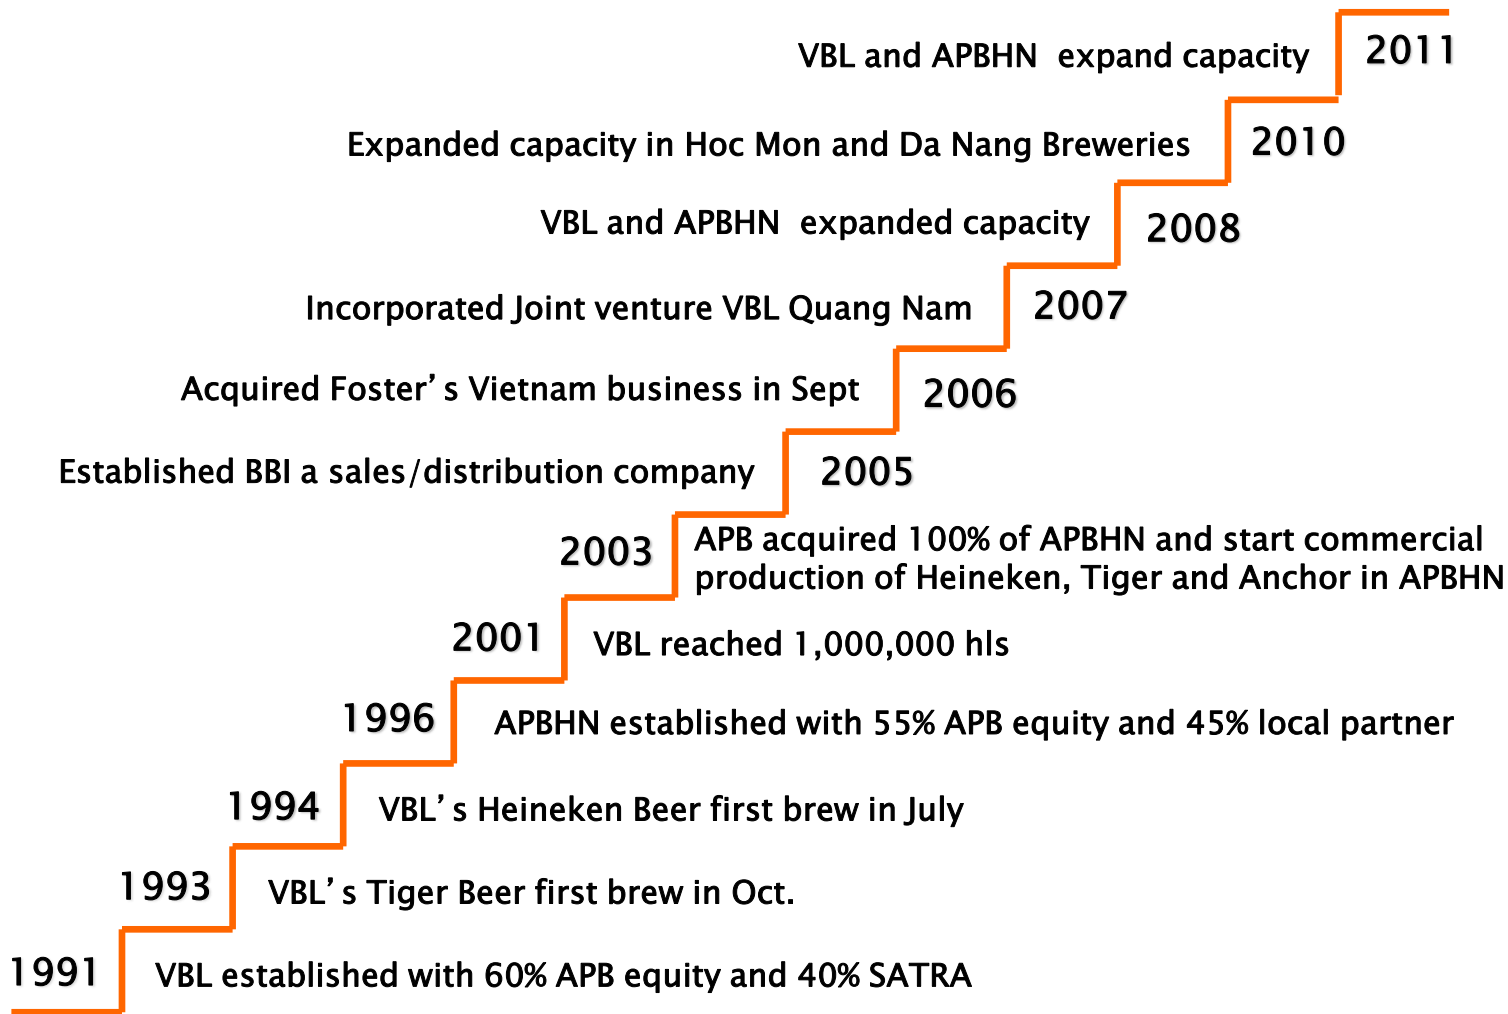 VBL and APBHN expand capacity 2011
Expanded capacity in Hoc Mon and Da Nang Breweries 2010
VBL and APBHN expanded capacity 2008
Incorporated Joint venture VBL Quang Nam 2007
Acquired Foster’s Vietnam business in Sept 2006
Established BBI a sales/distribution company 2005
2003 APB acquired 100% of APBHN and start commercial
production of Heineken, Tiger and Anchor in APBHN
2001 VBL reached 1,000,000 hls
1996 APBHN established with 55% APB equity and 45% local partner
1994 VBL’s Heineken Beer first brew in July
1993 VBL’s Tiger Beer first brew in Oct.
1991 VBL established with 60% APB equity and 40% SATRA